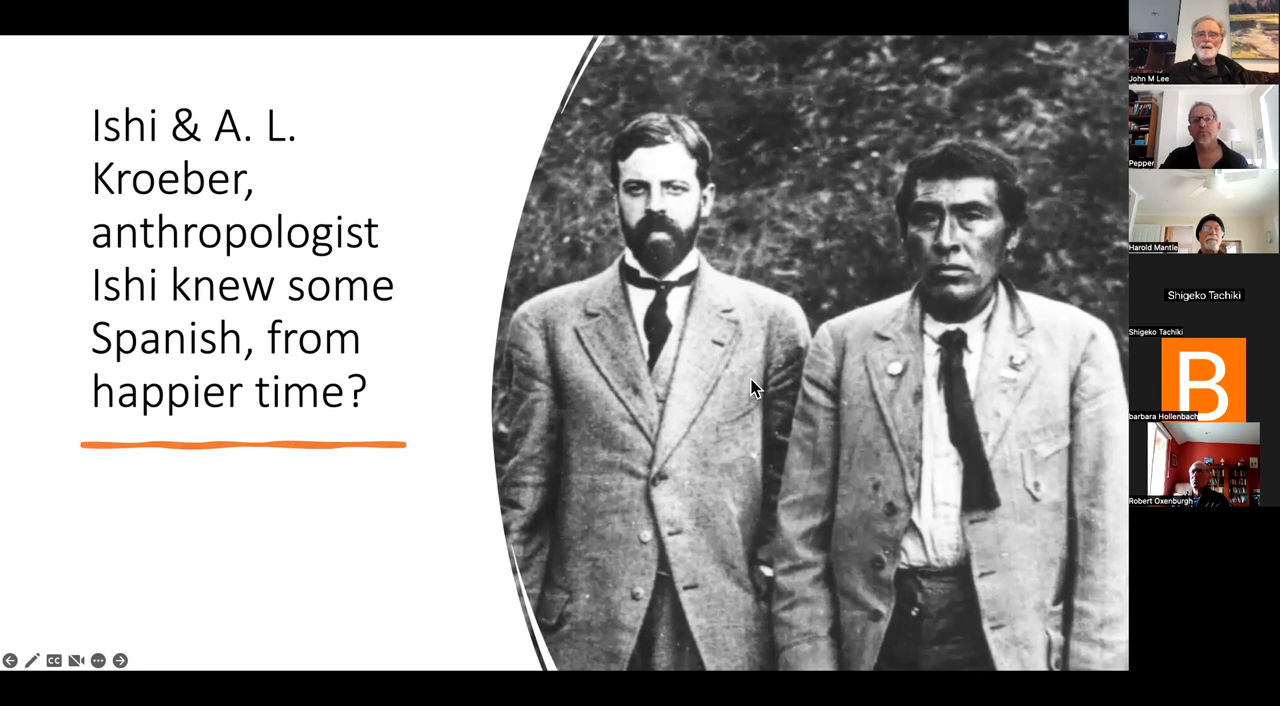 Ishi & A. L.
Kroeber,
anthropologist
Ishi knew some
Spanish, from
happier time?
John M Lee
Pepper
Harold Mantle
Shigeko Tachiki
Shigeko Tachiki
B
barbara Hollenbach
Robert Oxenburgh
CC